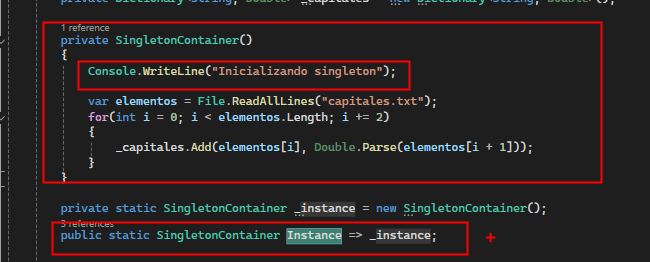 private Dictionary<String, Double> _capitales = new Dictionary<String, Double>();
1 reference
private SingletonContainer()
{
Console.WriteLine("Inicializando singleton");
var elementos = File.ReadAllLines("capitales.txt");
for(int i = 0; i < elementos.Length; i += 2)
{
_capitales.Add(elementos[i], Double.Parse(elementos[i + 1]));
}
}
private static SingletonContainer _instance = new SingletonContainer();
3 references
public static SingletonContainer Instance => _instance;